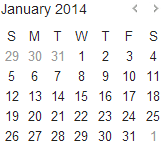 January 2014
S M T W T F S
29 30 31 1 2 3 4
5 6 7 8 9 10 11
12 13 14 15 16 17 18
19 20 21 22 23 24 25
26 27 28 29 30 31 1